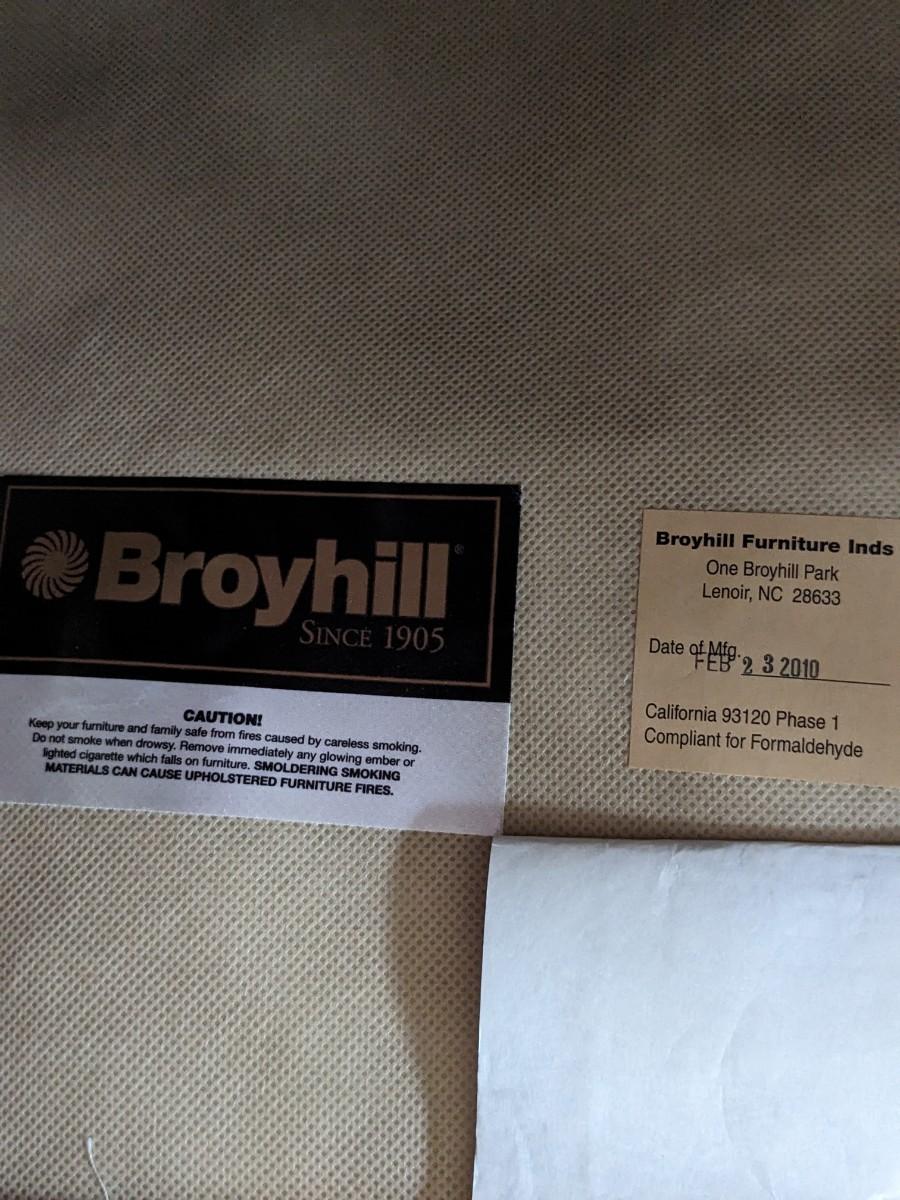 Broyhill®
SINCE 1905
CAUTION!
Keep your furniture and family safe from fires caused by careless smoking.
Do not smoke when drowsy. Remove immediately any glowing ember or
lighted cigarette which falls on furniture. SMOLDERING SMOKING
MATERIALS CAN CAUSE UPHOLSTERED FURNITURE FIRES.
Broyhill Furniture Inds
One Broyhill Park
Lenoir, NC 28633
Date of Mfg. FEB 2 3 2010
California 93120 Phase 1
Compliant for Formaldehyde